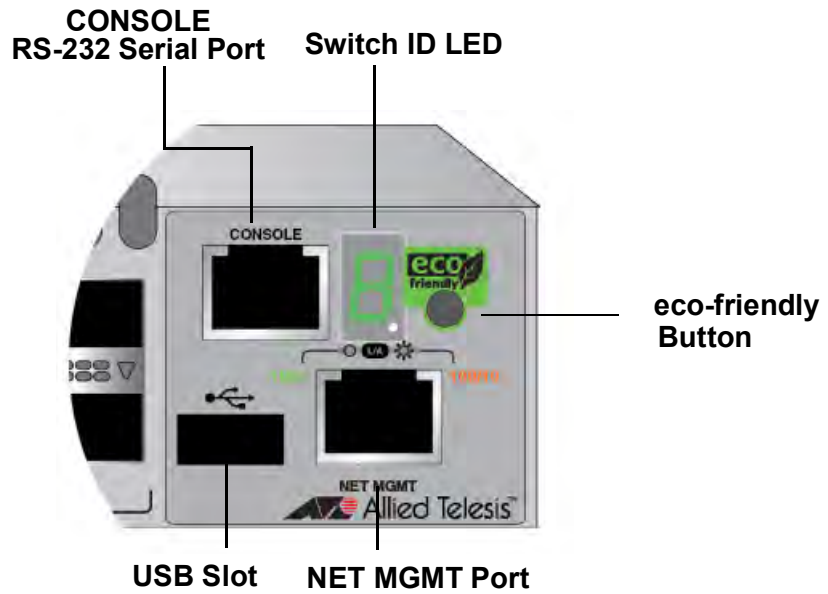 CONSOLE
RS-232 Serial Port
Switch ID LED
CONSOLE
eco
friendly
L/A
eco-friendly
Button
NET MGMT
Allied Telesis™
USB Slot
NET MGMT Port